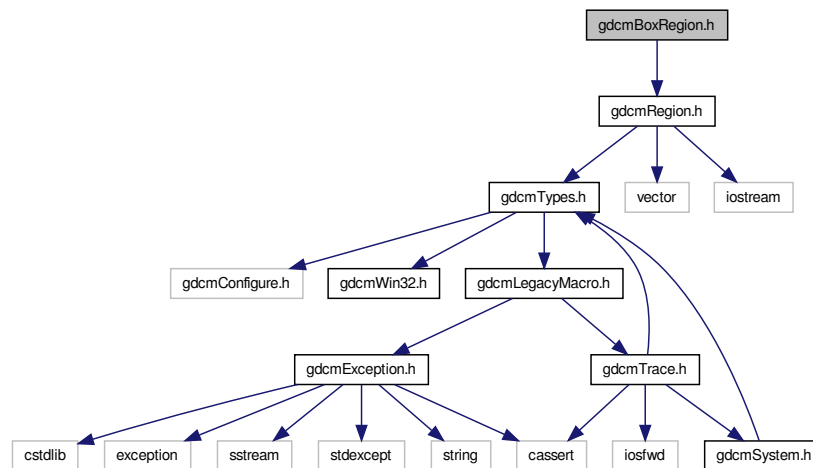 gdcmBoxRegion.h
gdcmRegion.h
gdcmTypes.h
vector
iostream
gdcmConfigure.h
gdcmWin32.h
gdcmLegacyMacro.h
gdcmException.h
gdcmTrace.h
cstdlib
exception
sstream
stdexcept
string
cassert
iosfwd
gdcmSystem.h